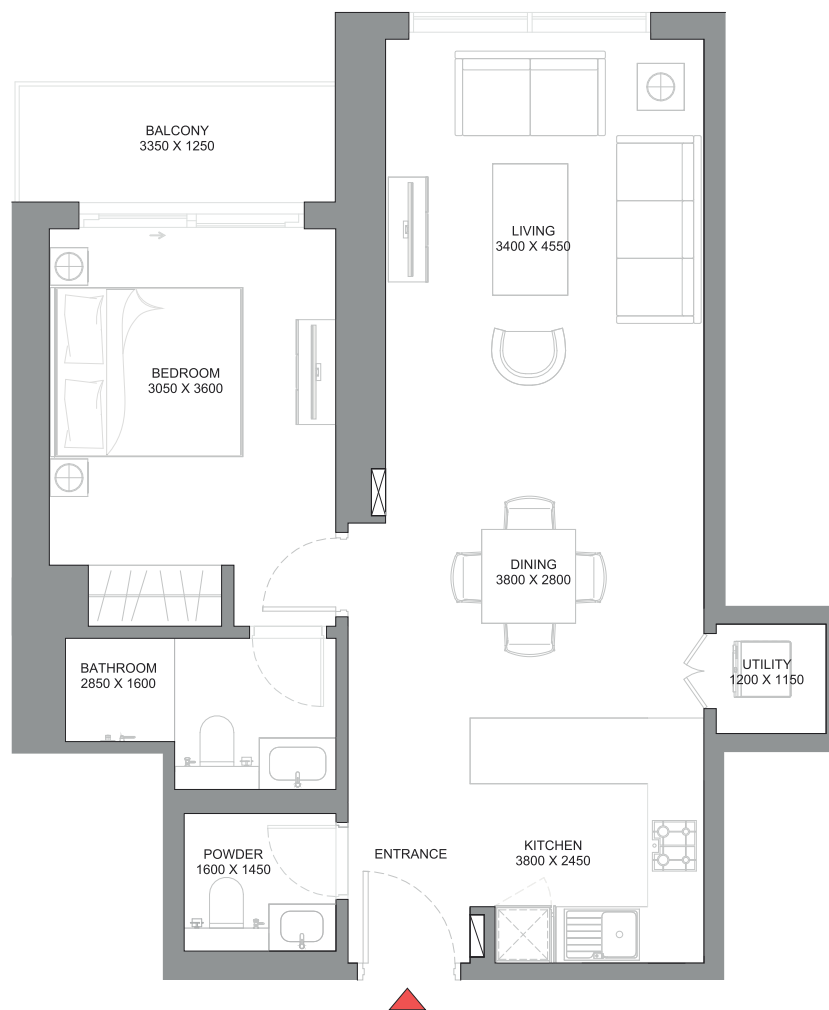 BALCONY
3350 X 1250
LIVING
3400 X 4550
BEDROOM
3050 X 3600
DINING
3800 X 2800
BATHROOM
2850 X 1600
UTILITY
1200 X 1150
POWDER
1600 X 1450
ENTRANCE
KITCHEN
3800 X 2450